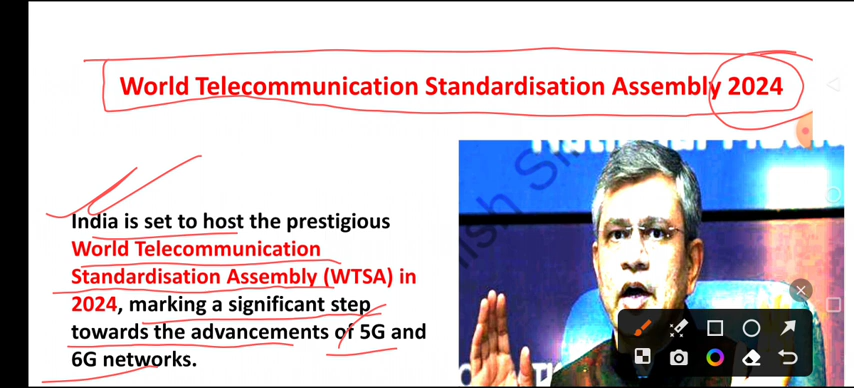 World Telecommunication Standardisation Assembly 2024
India is set to host the prestigious
World Telecommunication
Standardisation Assembly (WTSA) in
2024, marking a significant step
towards the advancements of 5G and
6G networks.
National